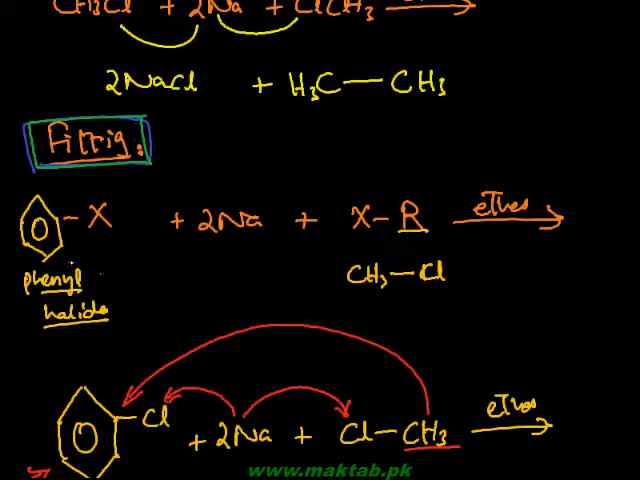 CH3Cl + 2Na + ClCH3
2NaCl + H3C — CH3
Fittig.
– X + 2Na + X – R ether
phenyl CH3 — Cl
halide
Cl + 2Na + Cl – CH3 ether
www.maktab.pk